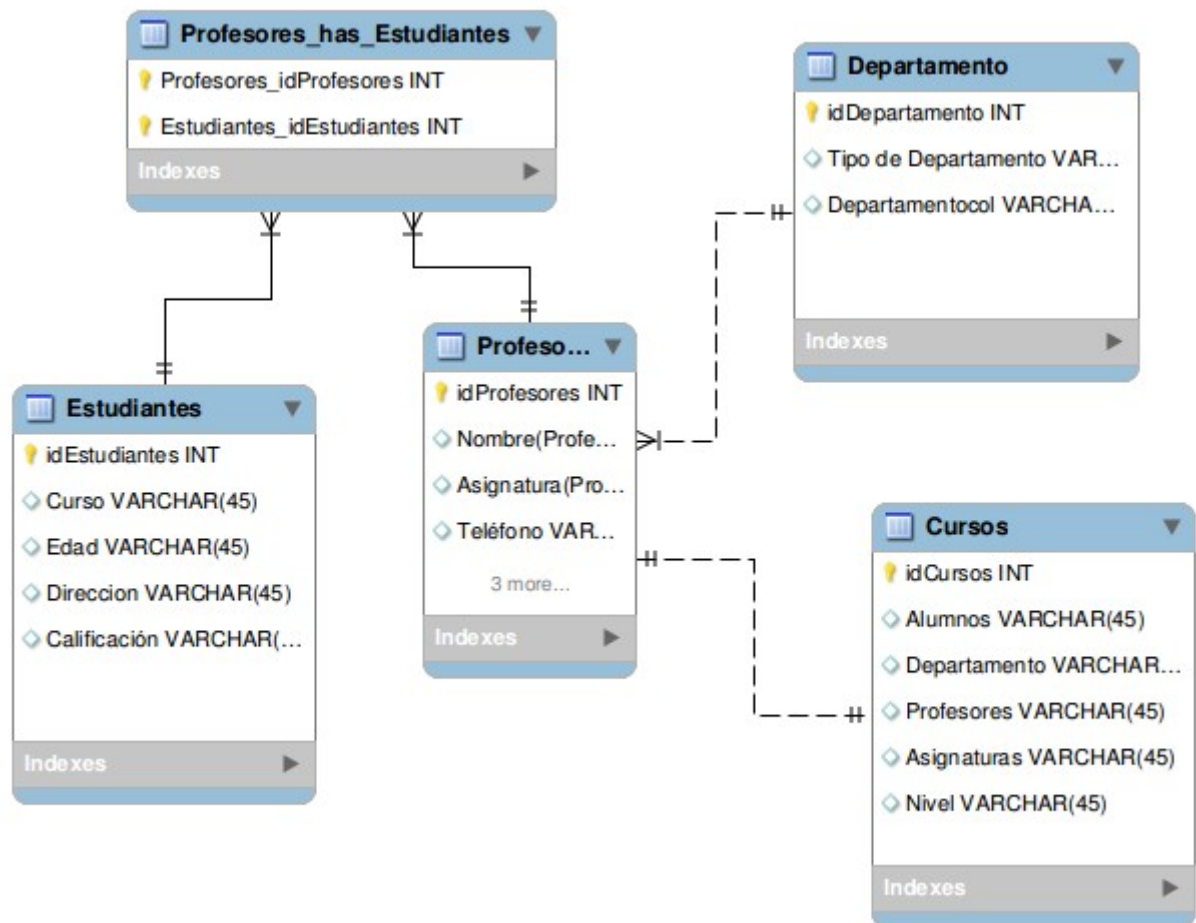 Profesores_has_Estudiantes
Profesores_idProfesores INT
Estudiantes_idEstudiantes INT
Indexes
Departamento
idDepartamento INT
Tipo de Departamento VAR...
Departamentocol VARCHA...
Indexes
Estudiantes
idEstudiantes INT
Curso VARCHAR(45)
Edad VARCHAR(45)
Direccion VARCHAR(45)
Calificación VARCHAR(...
Indexes
Profeso...
idProfesores INT
Nombre(Profe...
Asignatura(Pro...
Teléfono VAR...
3 more...
Indexes
Cursos
idCursos INT
Alumnos VARCHAR(45)
Departamento VARCHAR...
Profesores VARCHAR(45)
Asignaturas VARCHAR(45)
Nivel VARCHAR(45)
Indexes